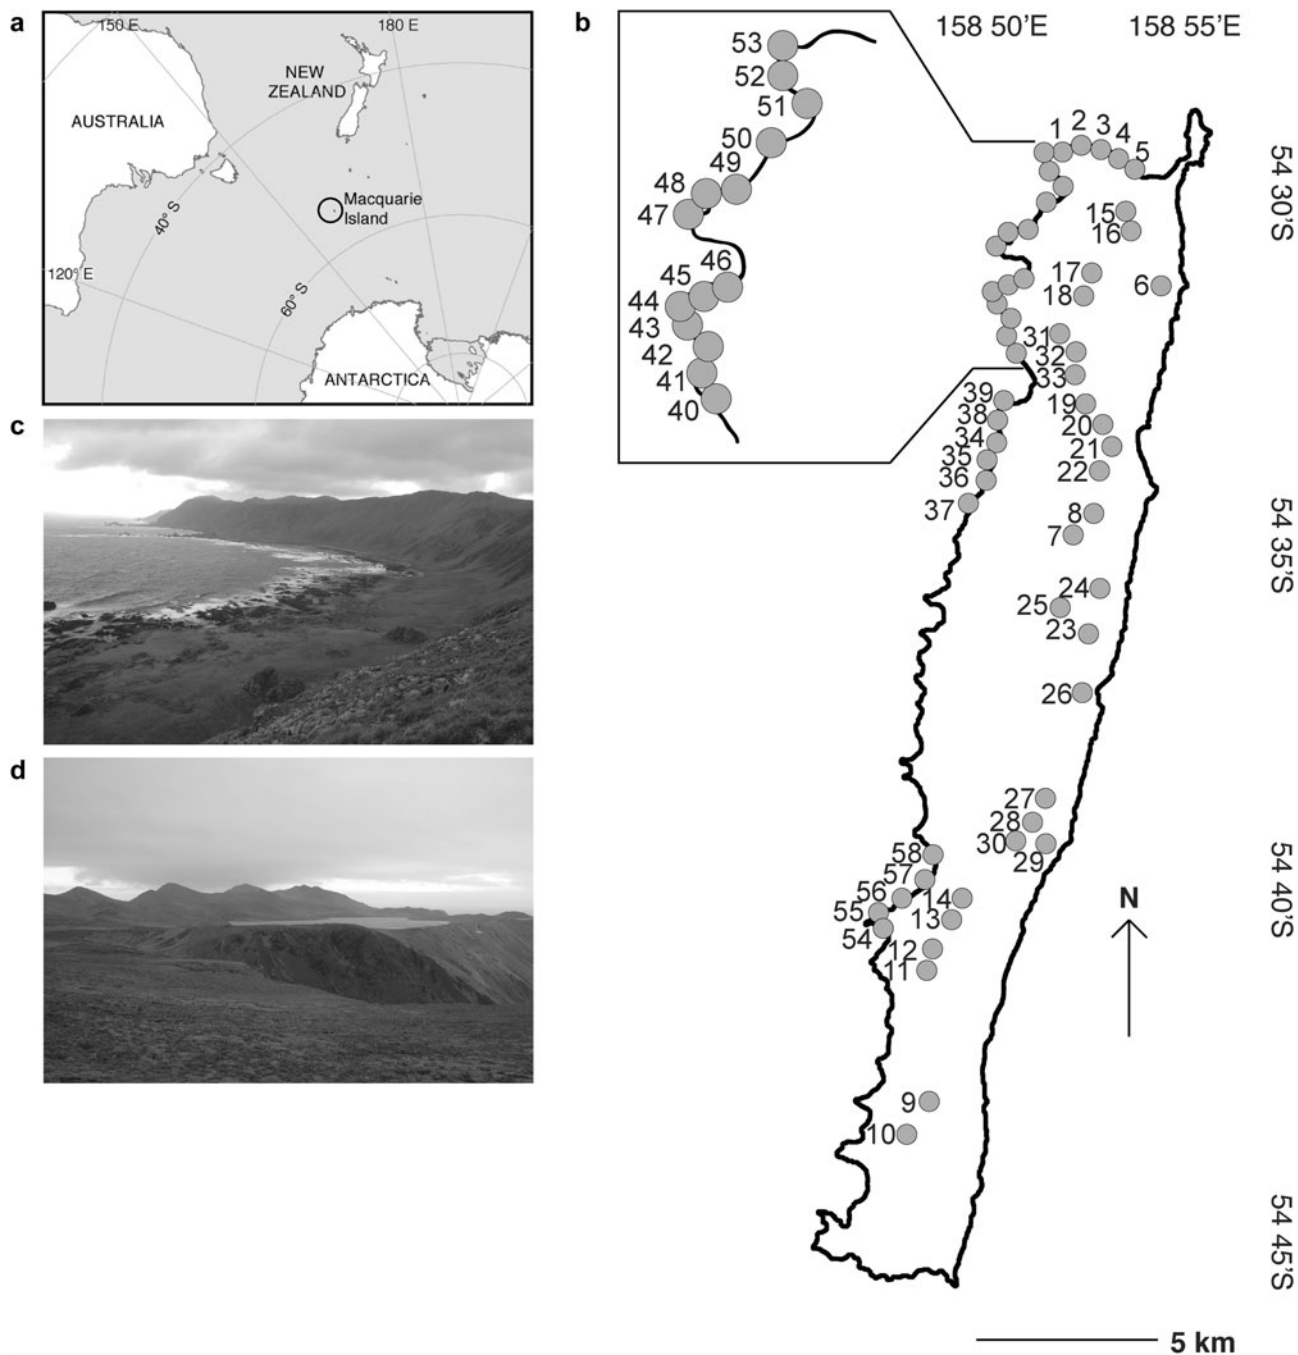 a
150 E
180 E
NEW
ZEALAND
AUSTRALIA
Macquarie
Island
40° S
120° E
60° S
ANTARCTICA
b
158 50'E
158 55'E
53
52
51
50
49
48
47
46
45
44
43
42
41
40
1
2
3
4
5
15
16
17
18
6
31
32
33
39
38
34
35
36
37
19
20
21
22
8
7
24
25
23
26
27
28
30
29
58
57
56
55
54
14
13
12
11
9
10
54 30'S
54 35'S
54 40'S
54 45'S
N
5 km
c
d